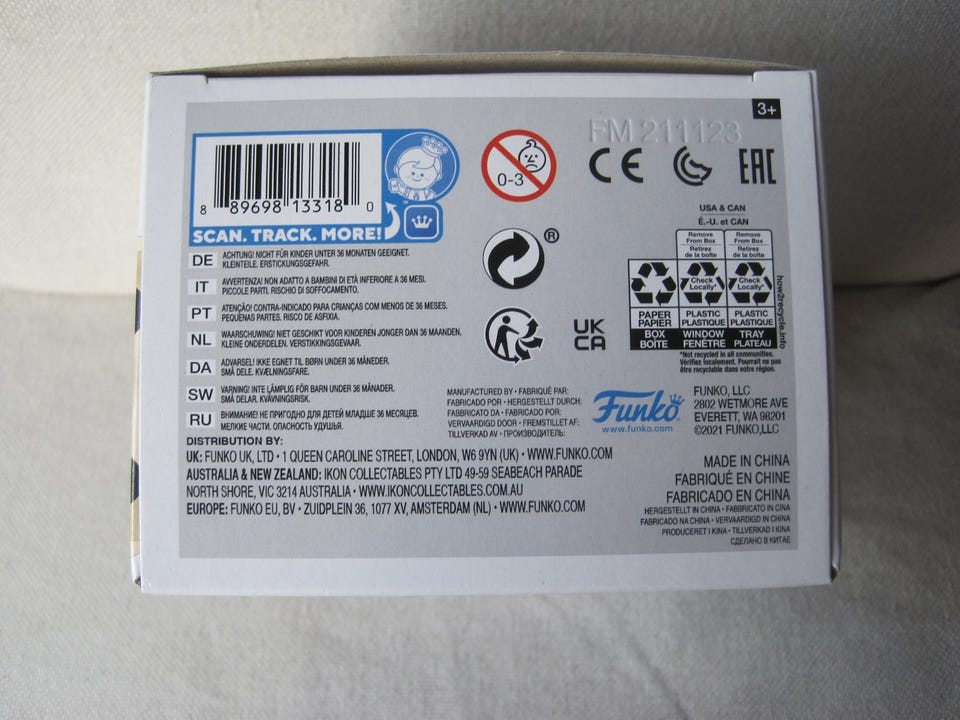 3+
FM 211123
8 89698 13318 0
SCAN. TRACK. MORE!
0-3
CE
EAC
USA & CAN
É.-U. et CAN
Remove From Box
Retirez de la boîte
Remove From Box
Retirez de la boîte
Check Locally*
Check Locally*
PAPER
PAPIER
BOX
BOÎTE
PLASTIC
PLASTIQUE
WINDOW
FENÊTRE
PLASTIC
PLASTIQUE
TRAY
PLATEAU
how2recycle.info
*Not recycled in all communities.
Vérifiez localement. Pourrait ne pas
être recyclable dans votre région.
®
UK
CA
DE ACHTUNG! NICHT FÜR KINDER UNTER 36 MONATEN GEEIGNET.
KLEINTEILE. ERSTICKUNGSGEFAHR.
IT AVVERTENZA! NON ADATTO A BAMBINI DI ETÀ INFERIORE A 36 MESI.
PICCOLE PARTI. RISCHIO DI SOFFOCAMENTO.
PT ATENÇÃO! CONTRA-INDICADO PARA CRIANÇAS COM MENOS DE 36 MESES.
PEQUENAS PARTES. RISCO DE ASFIXIA.
NL WAARSCHUWING! NIET GESCHIKT VOOR KINDEREN JONGER DAN 36 MAANDEN.
KLEINE ONDERDELEN. VERSTIKKINGSGEVAAR.
DA ADVARSEL! IKKE EGNET TIL BØRN UNDER 36 MÅNEDER.
SMÅ DELE. KVÆLNINGSFARE.
SW VARNING! INTE LÄMPLIG FÖR BARN UNDER 36 MÅNADER.
SMÅ DELAR. KVÄVNINGSRISK.
RU ВНИМАНИЕ! НЕ ПРИГОДНО ДЛЯ ДЕТЕЙ МЛАДШЕ 36 МЕСЯЦЕВ.
МЕЛКИЕ ЧАСТИ. ОПАСНОСТЬ УДУШЬЯ.
MANUFACTURED BY • FABRIQUÉ PAR:
FABRICADO POR • HERGESTELLT DURCH:
FABBRICATO DA • FABRICADO POR:
VERVAARDIGD DOOR • FREMSTILLET AF:
TILLVERKAD AV • ПРОИЗВОДИТЕЛЬ:
Funko
www.funko.com
FUNKO, LLC
2802 WETMORE AVE
EVERETT, WA 98201
©2021 FUNKO,LLC
DISTRIBUTION BY:
UK: FUNKO UK, LTD • 1 QUEEN CAROLINE STREET, LONDON, W6 9YN (UK) • WWW.FUNKO.COM
AUSTRALIA & NEW ZEALAND: IKON COLLECTABLES PTY LTD 49-59 SEABEACH PARADE
NORTH SHORE, VIC 3214 AUSTRALIA • WWW.IKONCOLLECTABLES.COM.AU
EUROPE: FUNKO EU, BV • ZUIDPLEIN 36, 1077 XV, AMSTERDAM (NL) • WWW.FUNKO.COM
MADE IN CHINA
FABRIQUÉ EN CHINE
FABRICADO EN CHINA
HERGESTELLT IN CHINA • FABBRICATO IN CINA
FABRICADO NA CHINA • VERVAARDIGD IN CHINA
PRODUCERET I KINA • TILLVERKAD I KINA
СДЕЛАНО В КИТАЕ